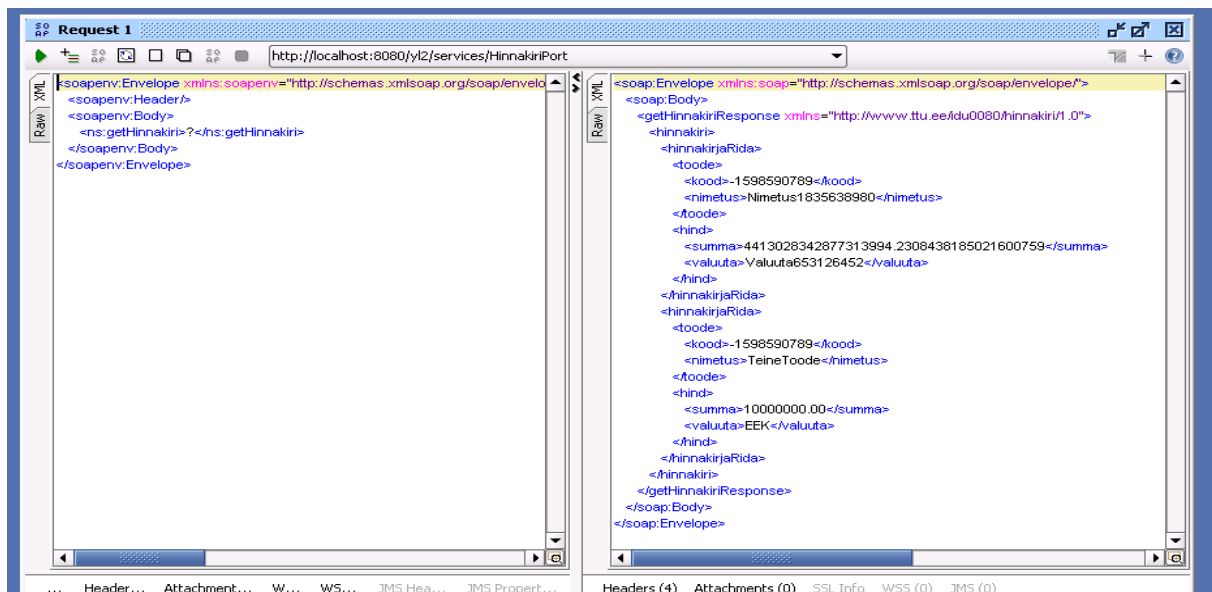 SO AP Request 1
http://localhost:8080/yl2/services/HinnakiriPort
XML
Raw
<soapenv:Envelope xmlns:soapenv="http://schemas.xmlsoap.org/soap/envelo
<soapenv:Header/>
<soapenv:Body>
<ns:getHinnakiri>?</ns:getHinnakiri>
</soapenv:Body>
</soapenv:Envelope>
XML
Raw
<soap:Envelope xmlns:soap="http://schemas.xmlsoap.org/soap/envelope/">
<soap:Body>
<getHinnakiriResponse xmlns="http://www.ttu.ee/idu0080/hinnakiri/1.0">
<hinnakiri>
<hinnakirjaRida>
<toode>
<kood>-1598590789</kood>
<nimetus>Nimetus1835638980</nimetus>
</toode>
<hind>
<summa>4413028342877313994.2308438185021600759</summa>
<valuuta>Valuuta653126452</valuuta>
</hind>
</hinnakirjaRida>
<hinnakirjaRida>
<toode>
<kood>-1598590789</kood>
<nimetus>TeineToode</nimetus>
</toode>
<hind>
<summa>10000000.00</summa>
<valuuta>EEK</valuuta>
</hind>
</hinnakirjaRida>
</hinnakiri>
</getHinnakiriResponse>
</soap:Body>
</soap:Envelope>
... Header... Attachment... W... WS... JMS Hea... JMS Propert...
Headers (4) Attachments (0) SSL Info WSS (0) JMS (0)